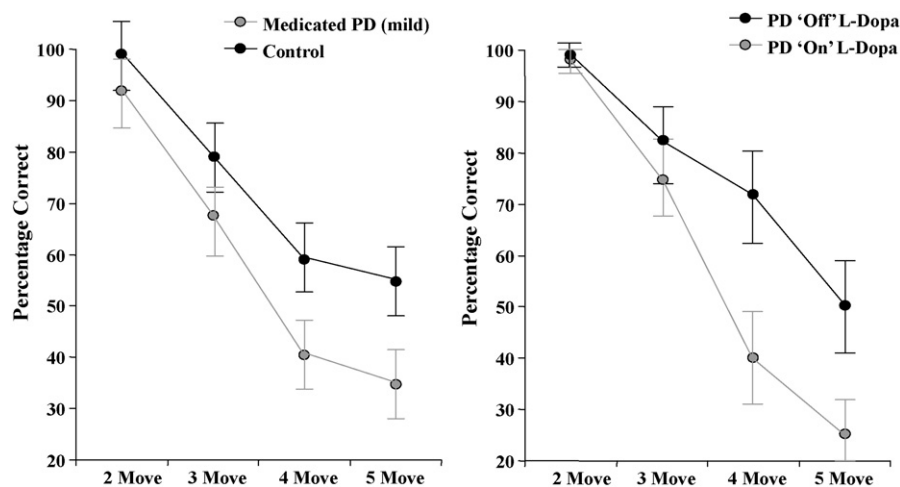 Medicated PD (mild)
Control
Percentage Correct
100
90
80
70
60
50
40
30
20
2 Move 3 Move 4 Move 5 Move
PD ‘Off’ L-Dopa
PD ‘On’ L-Dopa
Percentage Correct
100
90
80
70
60
50
40
30
20
2 Move 3 Move 4 Move 5 Move